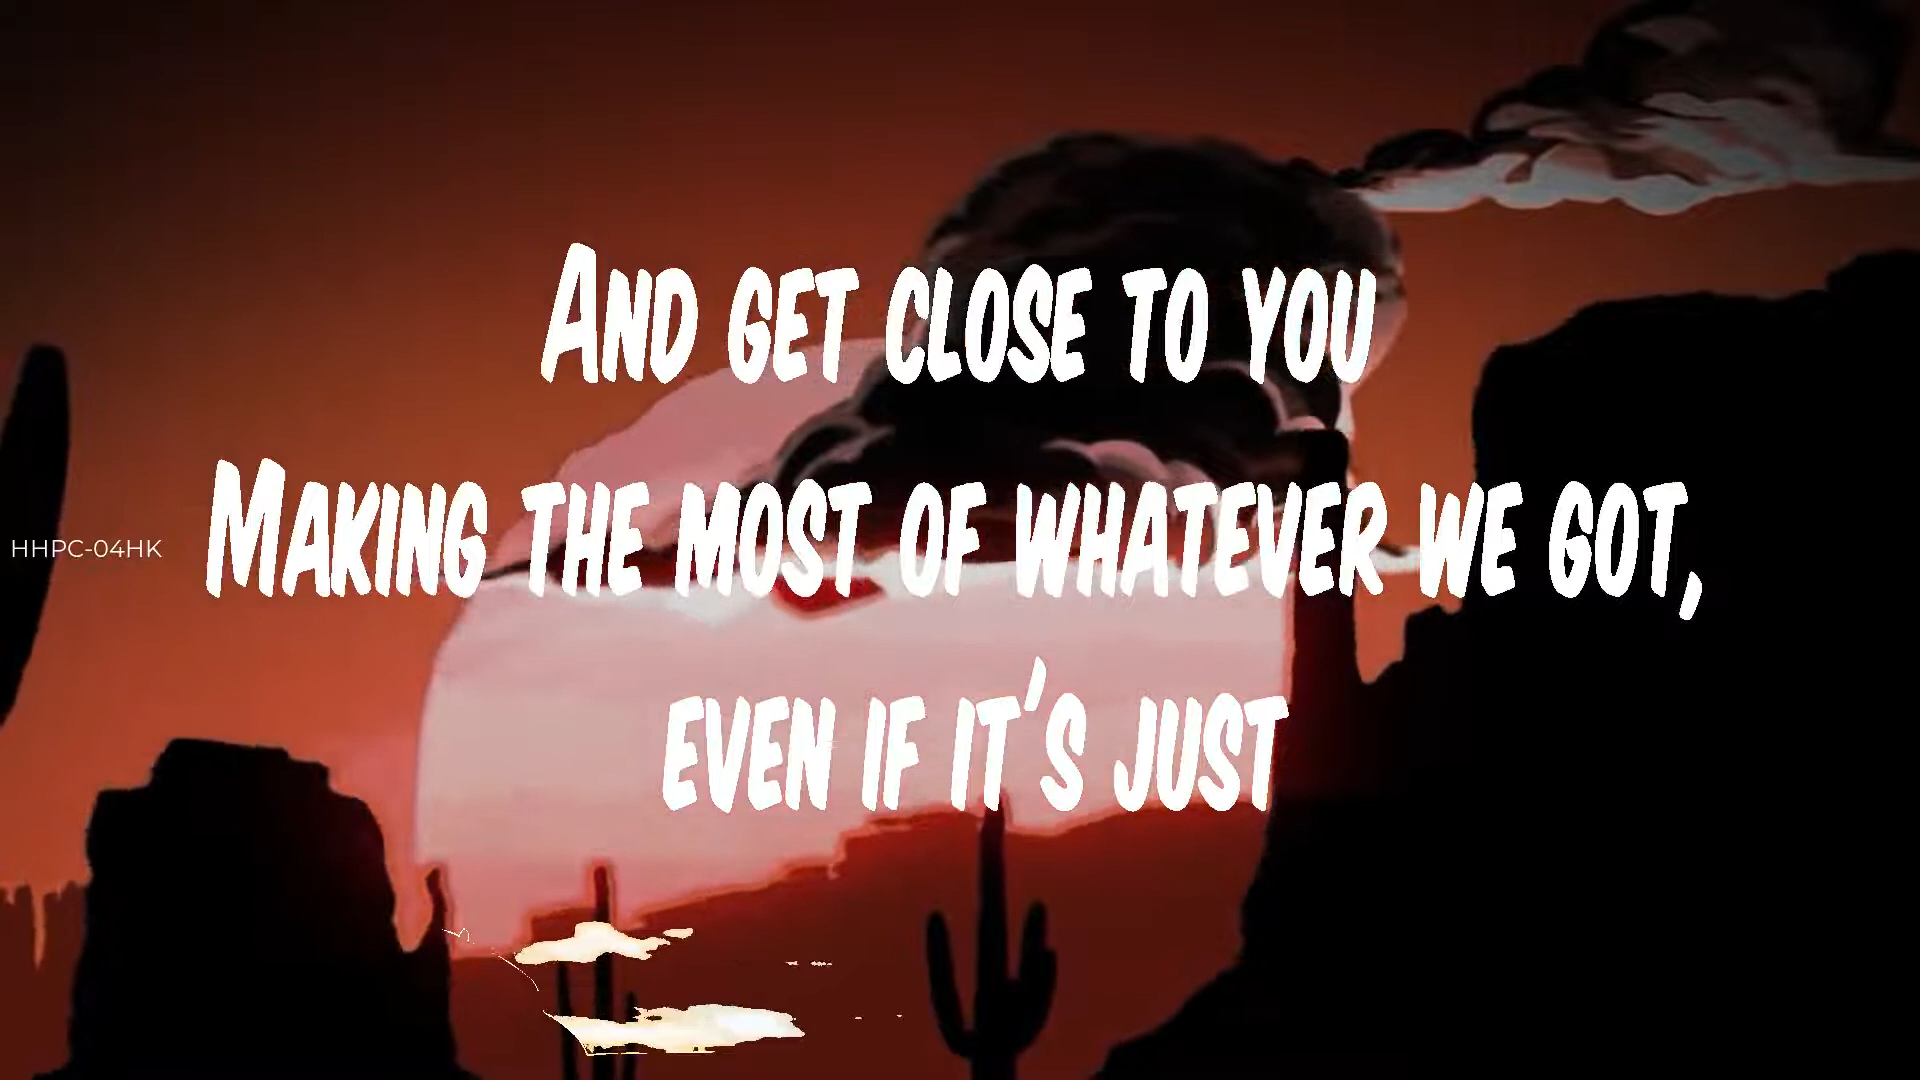 And get close to you
Making the most of whatever we got,
even if it's just
HHPC-04HK